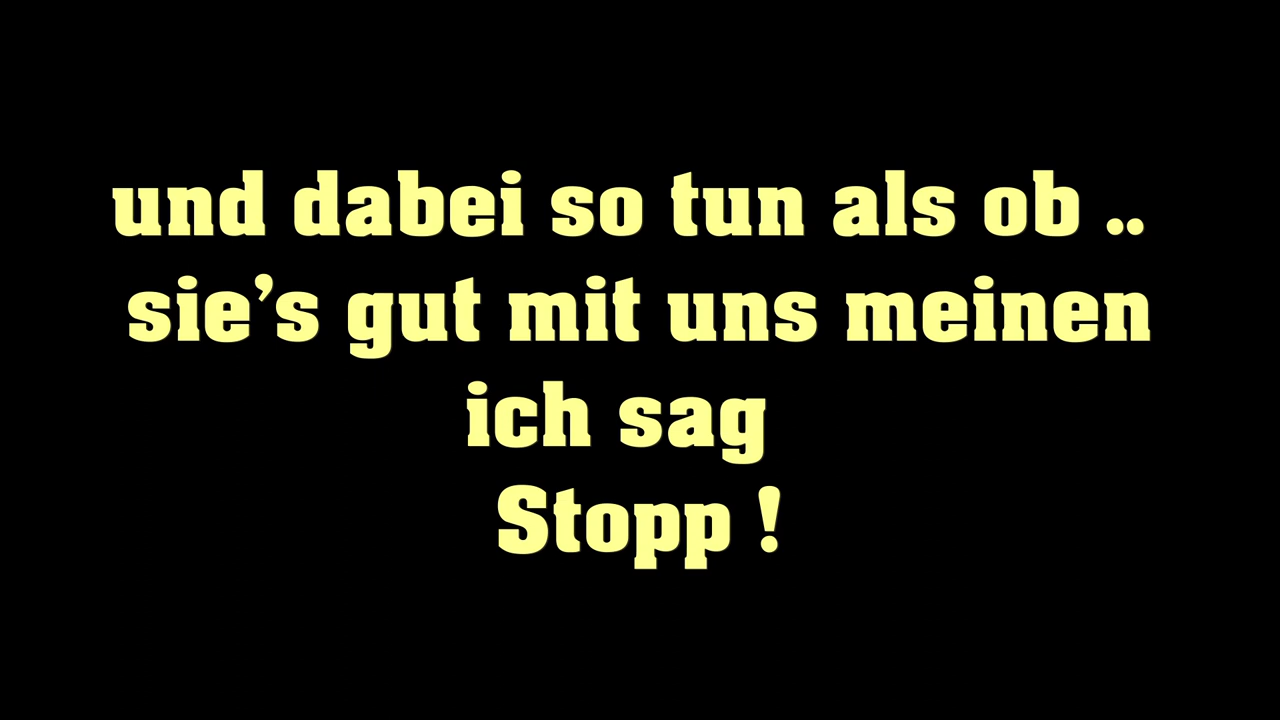 und dabei so tun als ob ..
sie’s gut mit uns meinen
ich sag
Stopp !